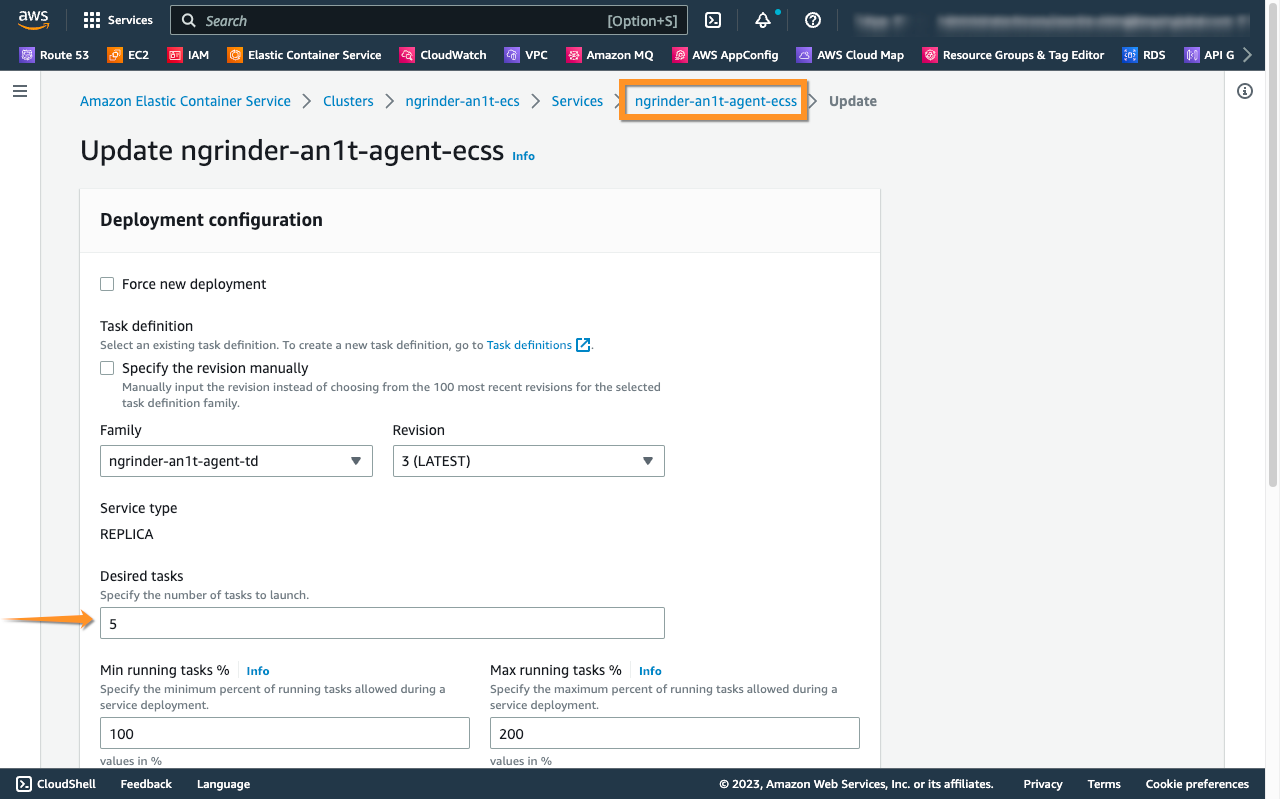 aws Services Search [Option+S]
Route 53 EC2 IAM Elastic Container Service CloudWatch VPC Amazon MQ AWS AppConfig AWS Cloud Map Resource Groups & Tag Editor RDS API G
Amazon Elastic Container Service Clusters ngrinder-an1t-ecs Services ngrinder-an1t-agent-ecss Update
Update ngrinder-an1t-agent-ecss Info
Deployment configuration
Force new deployment
Task definition
Select an existing task definition. To create a new task definition, go to Task definitions.
Specify the revision manually
Manually input the revision instead of choosing from the 100 most recent revisions for the selected
task definition family.
Family Revision
ngrinder-an1t-agent-td 3 (LATEST)
Service type
REPLICA
Desired tasks
Specify the number of tasks to launch.
5
Min running tasks % Info Max running tasks % Info
Specify the minimum percent of running tasks allowed during a Specify the maximum percent of running tasks allowed during a
service deployment. service deployment.
100 200
values in % values in %
CloudShell Feedback Language © 2023, Amazon Web Services, Inc. or its affiliates. Privacy Terms Cookie preferences